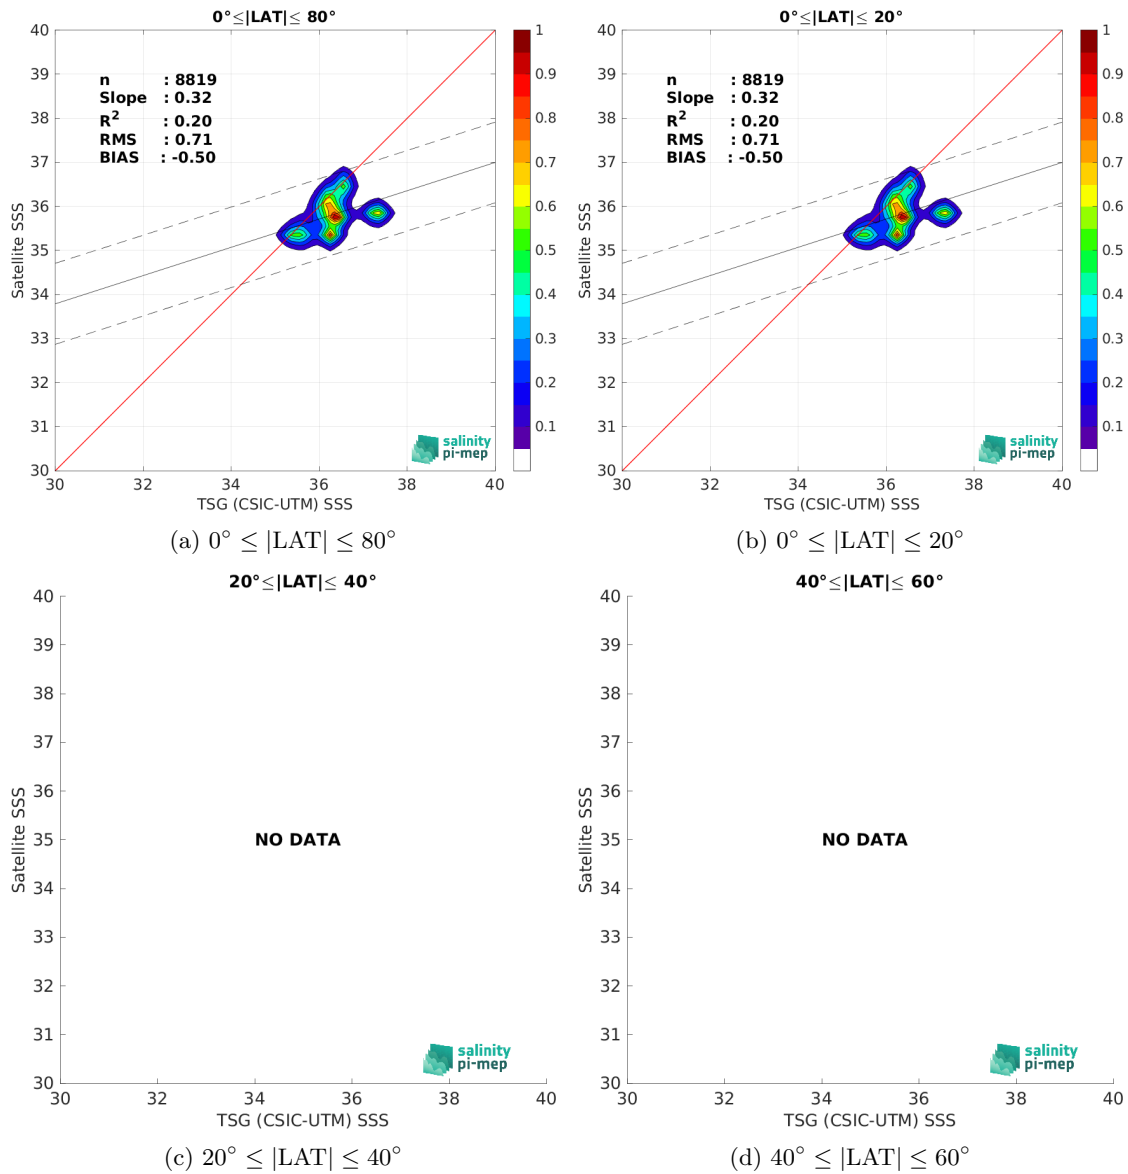 0°≤|LAT|≤ 80°
40
39
38
37
36
35
34
33
32
31
30
Satellite SSS
n : 8819
Slope : 0.32
R² : 0.20
RMS : 0.71
BIAS : -0.50
salinity
pi-mep
30 32 34 36 38 40
TSG (CSIC-UTM) SSS
1
0.9
0.8
0.7
0.6
0.5
0.4
0.3
0.2
0.1
(a) 0° ≤ |LAT| ≤ 80°
0°≤|LAT|≤ 20°
40
39
38
37
36
35
34
33
32
31
30
Satellite SSS
n : 8819
Slope : 0.32
R² : 0.20
RMS : 0.71
BIAS : -0.50
salinity
pi-mep
30 32 34 36 38 40
TSG (CSIC-UTM) SSS
1
0.9
0.8
0.7
0.6
0.5
0.4
0.3
0.2
0.1
(b) 0° ≤ |LAT| ≤ 20°
20°≤|LAT|≤ 40°
40
39
38
37
36
35
34
33
32
31
30
Satellite SSS
NO DATA
salinity
pi-mep
30 32 34 36 38 40
TSG (CSIC-UTM) SSS
(c) 20° ≤ |LAT| ≤ 40°
40°≤|LAT|≤ 60°
40
39
38
37
36
35
34
33
32
31
30
Satellite SSS
NO DATA
salinity
pi-mep
30 32 34 36 38 40
TSG (CSIC-UTM) SSS
(d) 40° ≤ |LAT| ≤ 60°